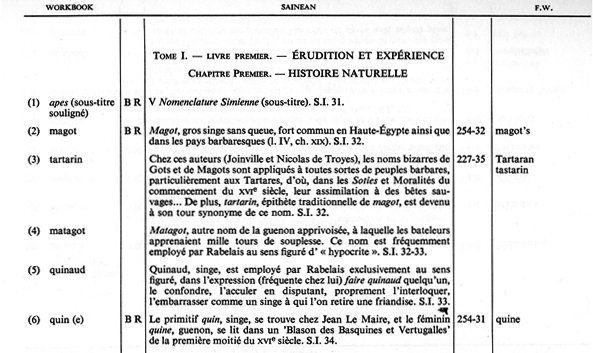 WORKBOOK SAINEAN F.W.
TOME I. — LIVRE PREMIER. — ÉRUDITION ET EXPÉRIENCE
CHAPITRE PREMIER. — HISTOIRE NATURELLE
(1) apes (sous-titre B R V Nomenclature Simienne (sous-titre). S.I. 31.
souligné)
(2) magot B R Magot, gros singe sans queue, fort commun en Haute-Égypte ainsi que 254-32 magot's
dans les pays barbaresques (l. IV, ch. XIX). S.I. 32.
(3) tartarin Chez ces auteurs (Joinville et Nicolas de Troyes), les noms bizarres de 227-35 Tartaran
Gots et de Magots sont appliqués à toutes sortes de peuples barbares, tastarin
particulièrement aux Tartares, d'où, dans les Soties et Moralités du
commencement du XVIe siècle, leur assimilation à des bêtes sau-
vages... De plus, tartarin, épithète traditionnelle de magot, est devenu
à son tour synonyme de ce nom. S.I. 32.
(4) matagot Matagot, autre nom de la guenon apprivoisée, à laquelle les bateleurs
apprenaient mille tours de souplesse. Ce nom est fréquemment
employé par Rabelais au sens figuré d' « hypocrite ». S.I. 32-33.
(5) quinaud Quinaud, singe, est employé par Rabelais exclusivement au sens
figuré, dans l'expression (fréquente chez lui) faire quinaud quelqu'un,
le confondre, l'acculer en disputant, proprement l'interloquer,
l'embarrasser comme un singe à qui l'on retire une friandise. S.I. 33.
(6) quin (e) B R Le primitif quin, singe, se trouve chez Jean Le Maire, et le féminin 254-31 quine
quine, guenon, se lit dans un 'Blason des Basquines et Vertugalles'
de la première moitié du XVIe siècle. S.I. 34.